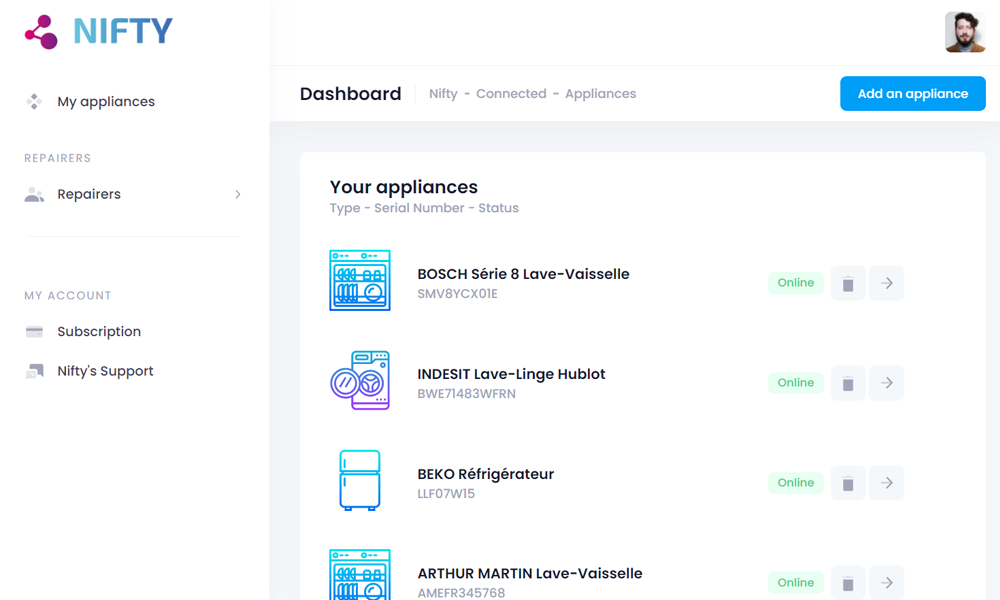 NIFTY
My appliances
REPAIRERS
Repairers
MY ACCOUNT
Subscription
Nifty's Support
Dashboard
Nifty - Connected - Appliances
Add an appliance
Your appliances
Type - Serial Number - Status
BOSCH Série 8 Lave-Vaisselle
SMV8YCX01E
Online
INDESIT Lave-Linge Hublot
BWE71483WFRN
Online
BEKO Réfrigérateur
LLF07W15
Online
ARTHUR MARTIN Lave-Vaisselle
AMEFR345768
Online